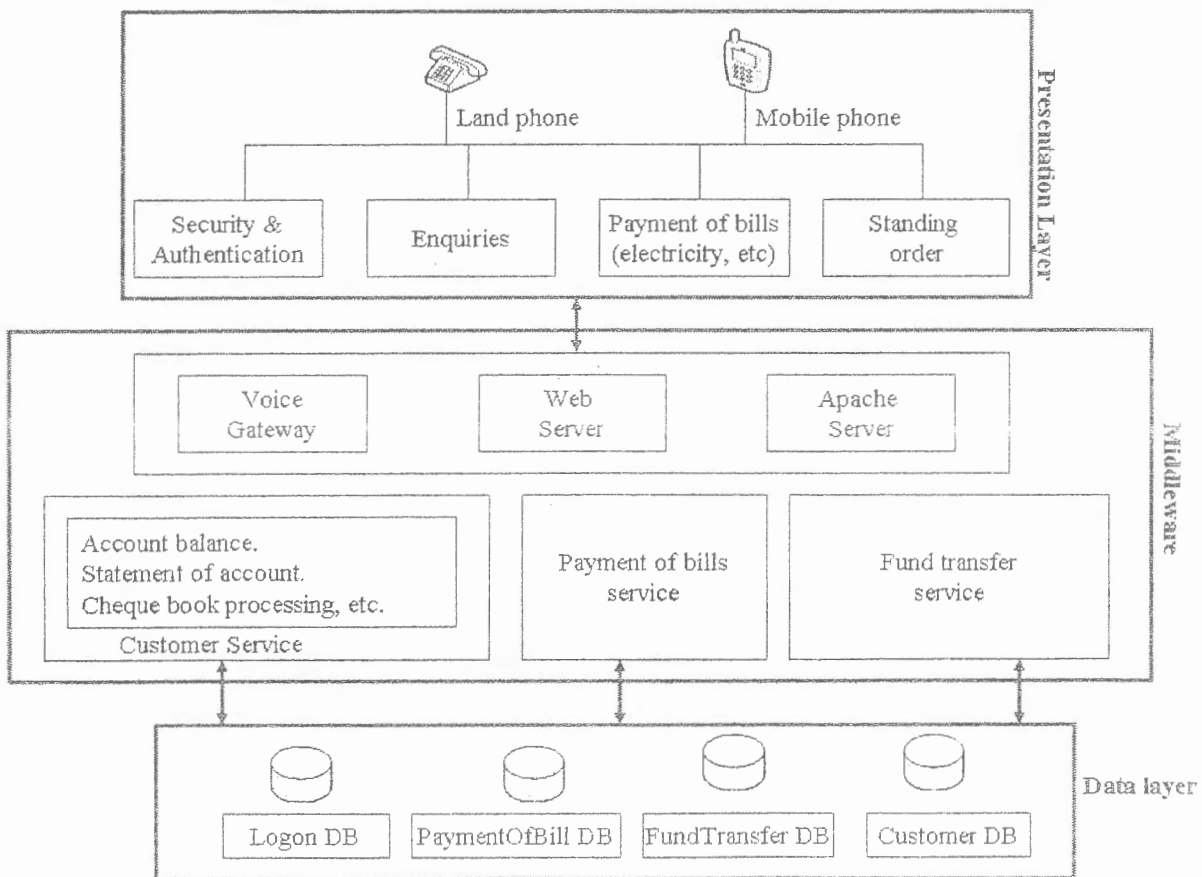 Land phone
Mobile phone
Security &
Authentication
Enquiries
Payment of bills
(electricity, etc)
Standing
order
Presentation Layer
Voice
Gateway
Web
Server
Apache
Server
Middleware
Account balance.
Statement of account.
Cheque book processing, etc.
Customer Service
Payment of bills
service
Fund transfer
service
Logon DB
PaymentOfBill DB
FundTransfer DB
Customer DB
Data layer